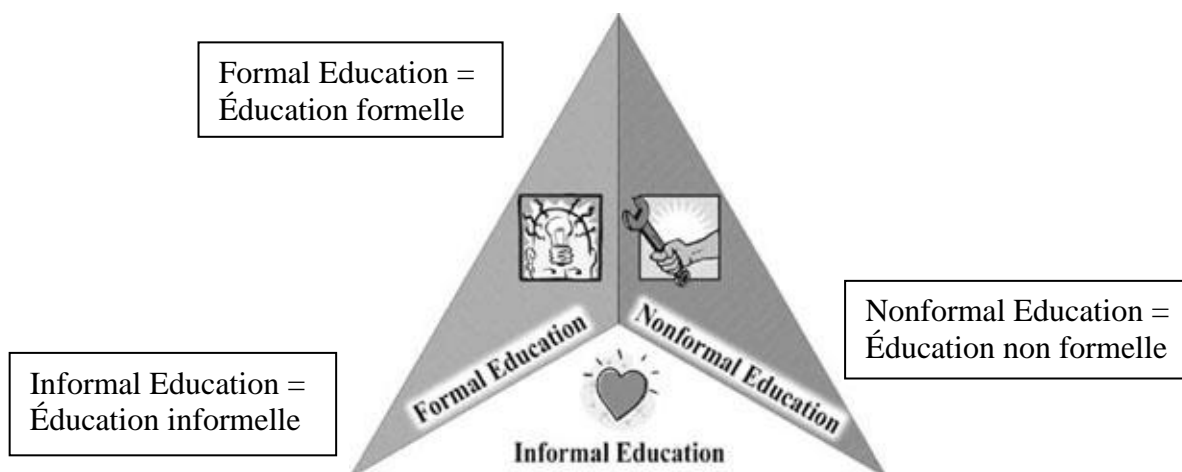 Formal Education =
Éducation formelle
Nonformal Education =
Éducation non formelle
Informal Education =
Éducation informelle
Formal Education
Nonformal Education
Informal Education